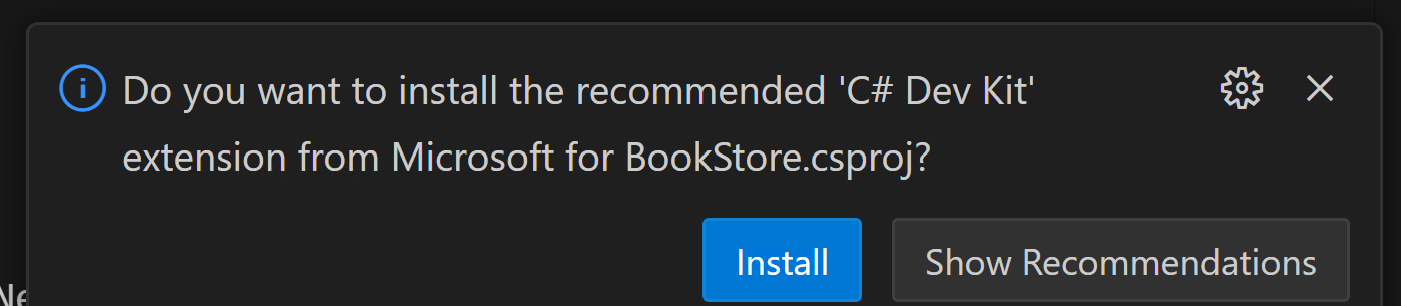 Do you want to install the recommended 'C# Dev Kit'
extension from Microsoft for BookStore.csproj?
Install
Show Recommendations